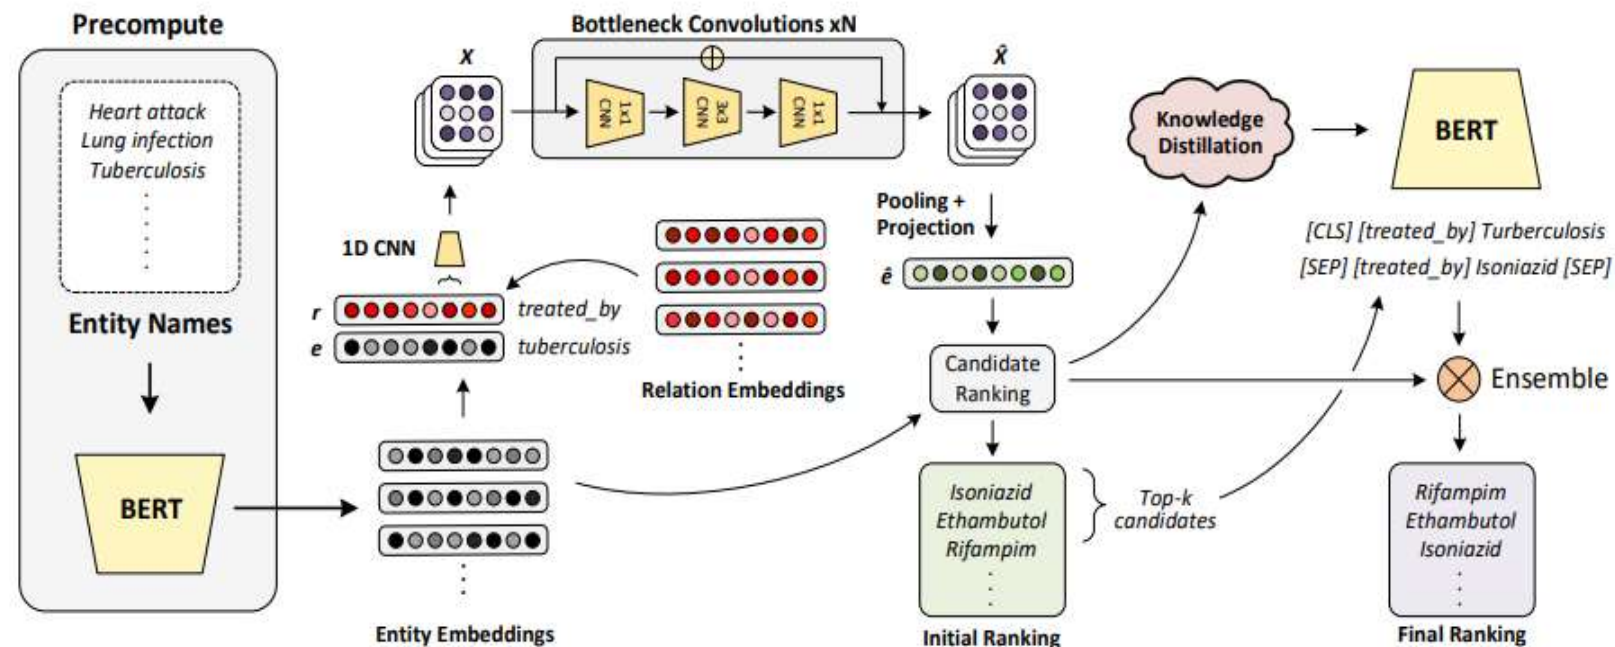 Precompute
Heart attack
Lung infection
Tuberculosis
Entity Names
BERT
Bottleneck Convolutions xN
X
1x1 CNN
3x3 CNN
1x1 CNN
X̂
1D CNN
r
treated_by
e
tuberculosis
Relation Embeddings
Entity Embeddings
Pooling +
Projection
ê
Candidate
Ranking
Isoniazid
Ethambutol
Rifampim
Initial Ranking
Top-k
candidates
Knowledge
Distillation
BERT
[CLS] [treated_by] Turberculosis
[SEP] [treated_by] Isoniazid [SEP]
Ensemble
Rifampim
Ethambutol
Isoniazid
Final Ranking